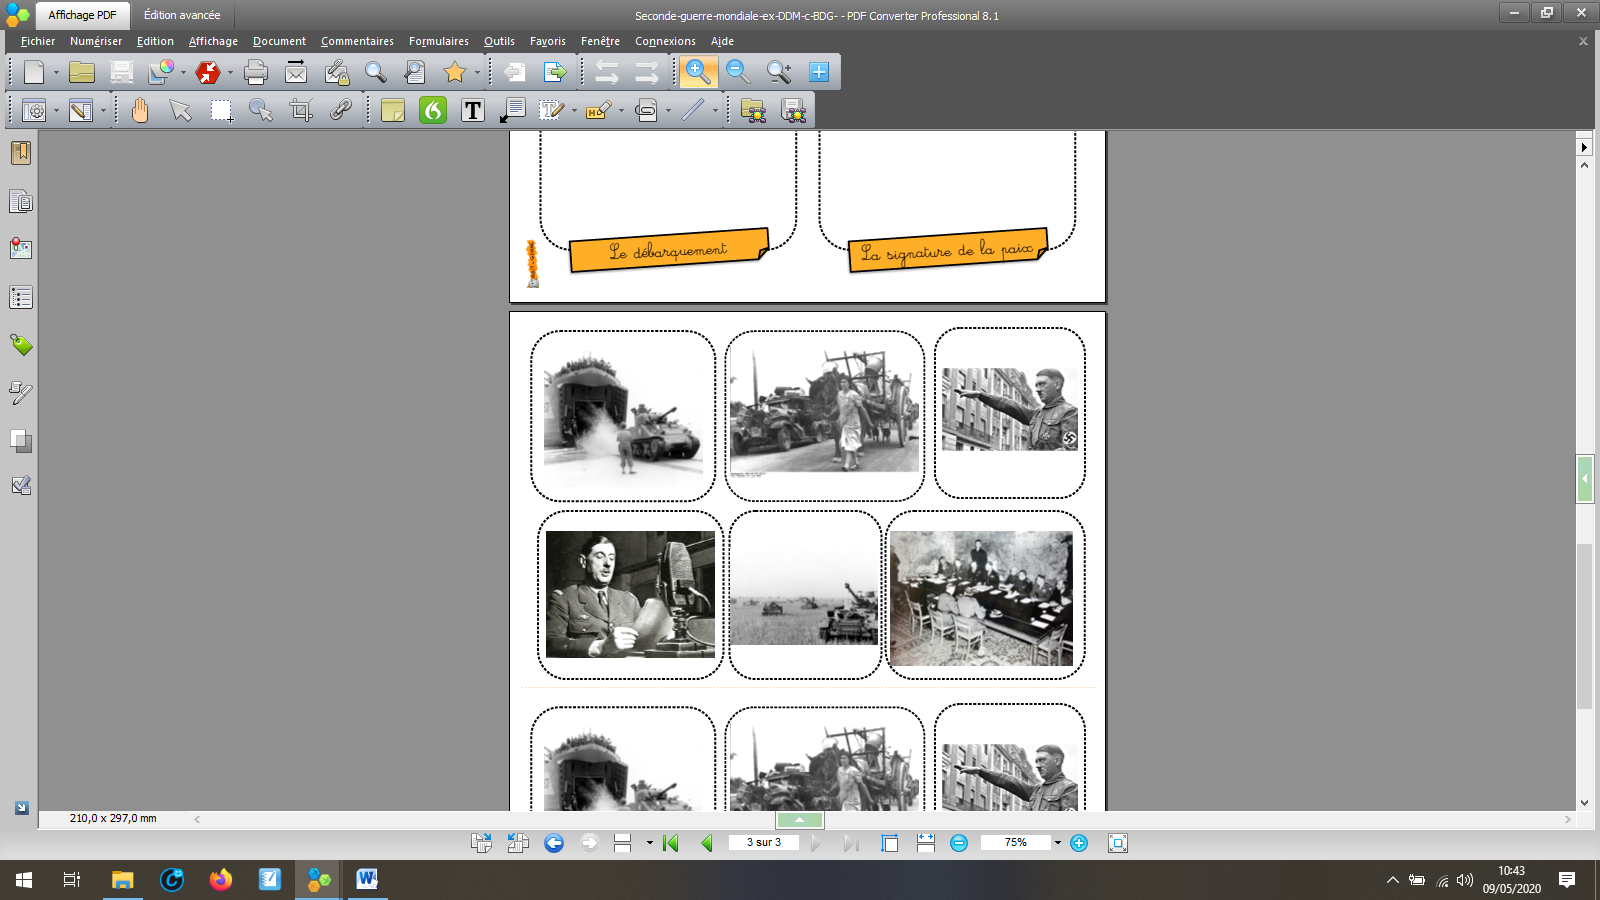 Affichage PDF
Édition avancée
Seconde-guerre-mondiale-ex-DDM-c-BDG- - PDF Converter Professional 8.1
Fichier Numériser Edition Affichage Document Commentaires Formulaires Outils Favoris Fenêtre Connexions Aide
Le débarquement
La signature de la paix
210,0 x 297,0 mm
3 sur 3
75%
10:43
09/05/2020